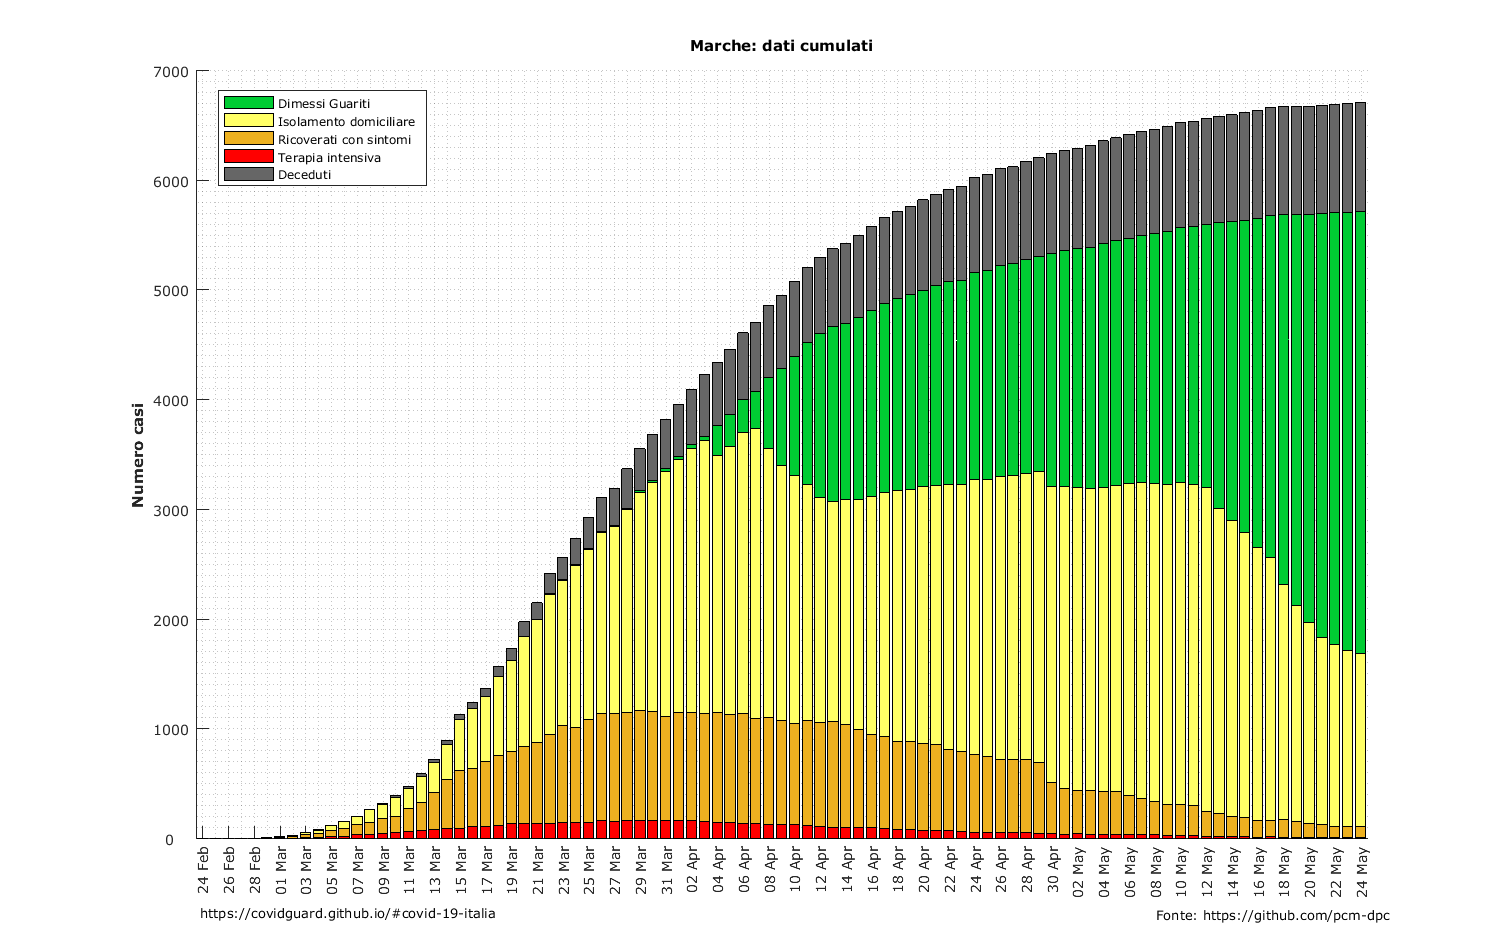 Marche: dati cumulati
7000
6000
5000
4000
3000
2000
1000
0
Numero casi
Dimessi Guariti
Isolamento domiciliare
Ricoverati con sintomi
Terapia intensiva
Deceduti
24 Feb
26 Feb
28 Feb
01 Mar
03 Mar
05 Mar
07 Mar
09 Mar
11 Mar
13 Mar
15 Mar
17 Mar
19 Mar
21 Mar
23 Mar
25 Mar
27 Mar
29 Mar
31 Mar
02 Apr
04 Apr
06 Apr
08 Apr
10 Apr
12 Apr
14 Apr
16 Apr
18 Apr
20 Apr
22 Apr
24 Apr
26 Apr
28 Apr
30 Apr
02 May
04 May
06 May
08 May
10 May
12 May
14 May
16 May
18 May
20 May
22 May
24 May
https://covidguard.github.io/#covid-19-italia
Fonte: https://github.com/pcm-dpc